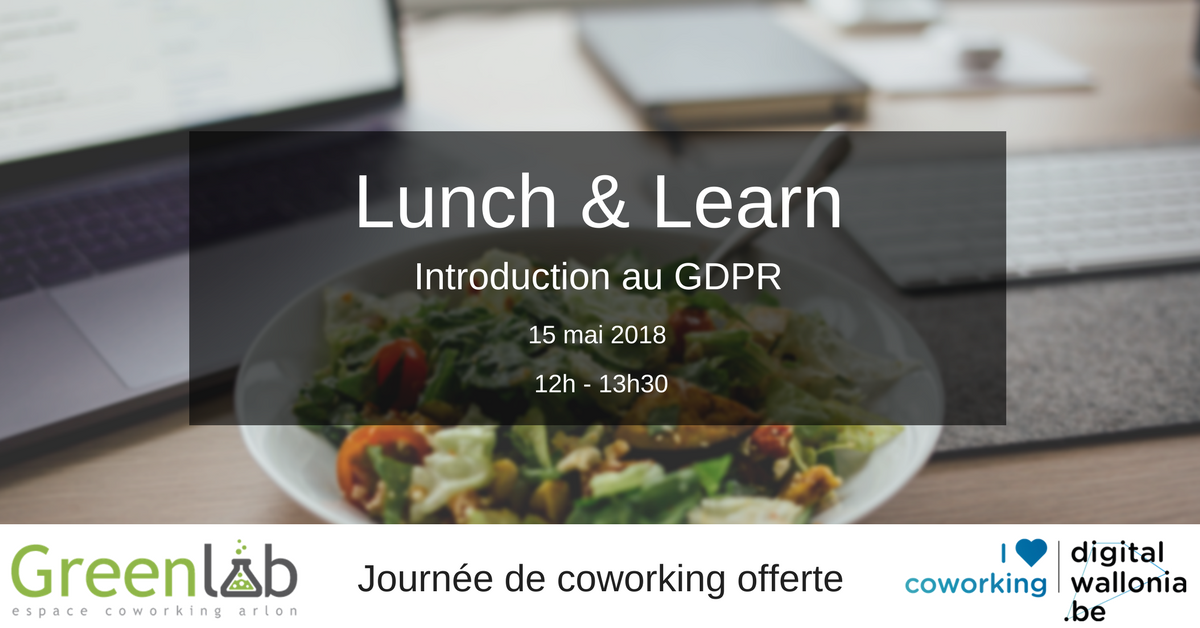 Lunch & Learn
Introduction au GDPR
15 mai 2018
12h - 13h30
Greenlab
espace coworking arlon
Journée de coworking offerte
I
coworking
digital
wallonia
.be